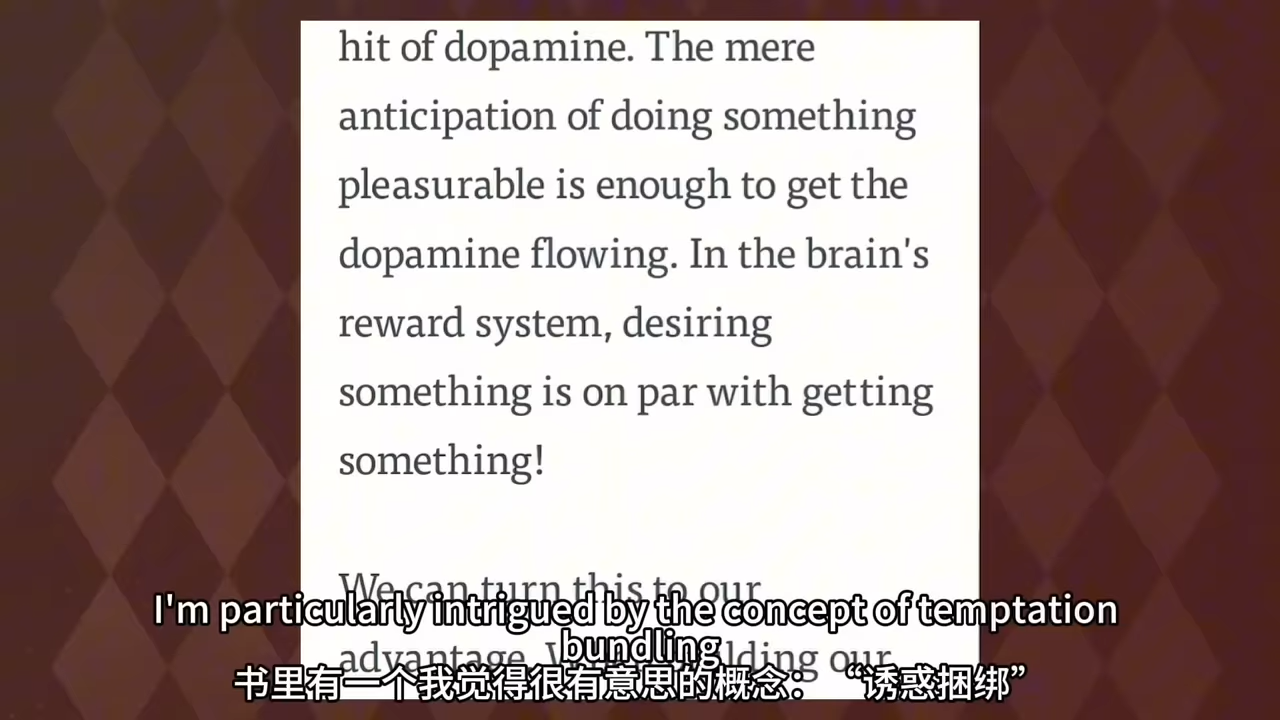 hit of dopamine. The mere
anticipation of doing something
pleasurable is enough to get the
dopamine flowing. In the brain's
reward system, desiring
something is on par with getting
something!
We can turn this to our
advantage.
I'm particularly intrigued by the concept of temptation
bundling
书里有一个我觉得很有意思的概念：“诱惑捆绑”